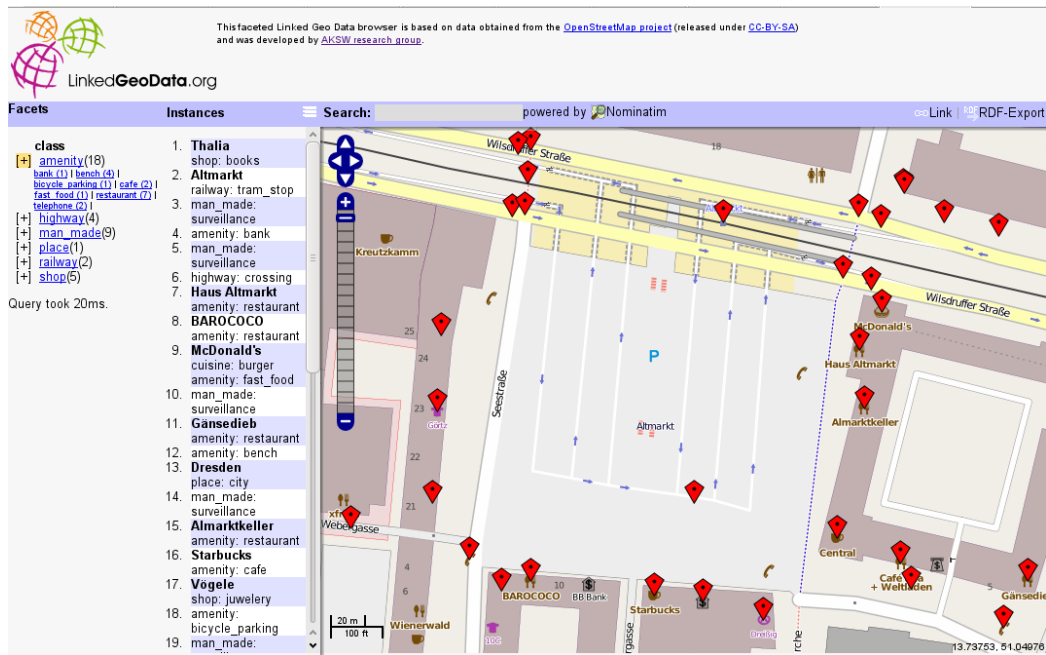 This faceted Linked Geo Data browser is based on data obtained from the OpenStreetMap project (released under CC-BY-SA)
and was developed by AKSW research group.
LinkedGeoData.org
Facets
Instances
Search:
powered by Nominatim
Link | RDF-Export
class
[+] amenity(18)
bank (1) | bench (4) |
bicycle_parking (1) | cafe (2) |
fast_food (1) | restaurant (7) |
telephone (2) |
[+] highway(4)
[+] man_made(9)
[+] place(1)
[+] railway(2)
[+] shop(5)
Query took 20ms.
1. Thalia
shop: books
2. Altmarkt
railway: tram_stop
3. man_made:
surveillance
4. amenity: bank
5. man_made:
surveillance
6. highway: crossing
7. Haus Altmarkt
amenity: restaurant
8. BAROCOCO
amenity: restaurant
9. McDonald's
cuisine: burger
amenity: fast_food
10. man_made:
surveillance
11. Gänsedieb
amenity: restaurant
12. amenity: bench
13. Dresden
place: city
14. man_made:
surveillance
15. Almarktkeller
amenity: restaurant
16. Starbucks
amenity: cafe
17. Vögele
shop: juwelery
18. amenity:
bicycle_parking
19. man_made:
Wilsdruffer Straße
18
Kreutzkamm
Wilsdruffer Straße
McDonald's
25
P
24
Haus Altmarkt
Seestraße
23
Görtz
Altmarkt
Almarktkeller
22
21
Webergasse
Central
4
5
6
10
BAROCOCO
BB Bank
Starbucks
+ Weltladen
Gänsedie
Wienerwald
Dreißig
20 m
100 ft
13.73753, 51.04976